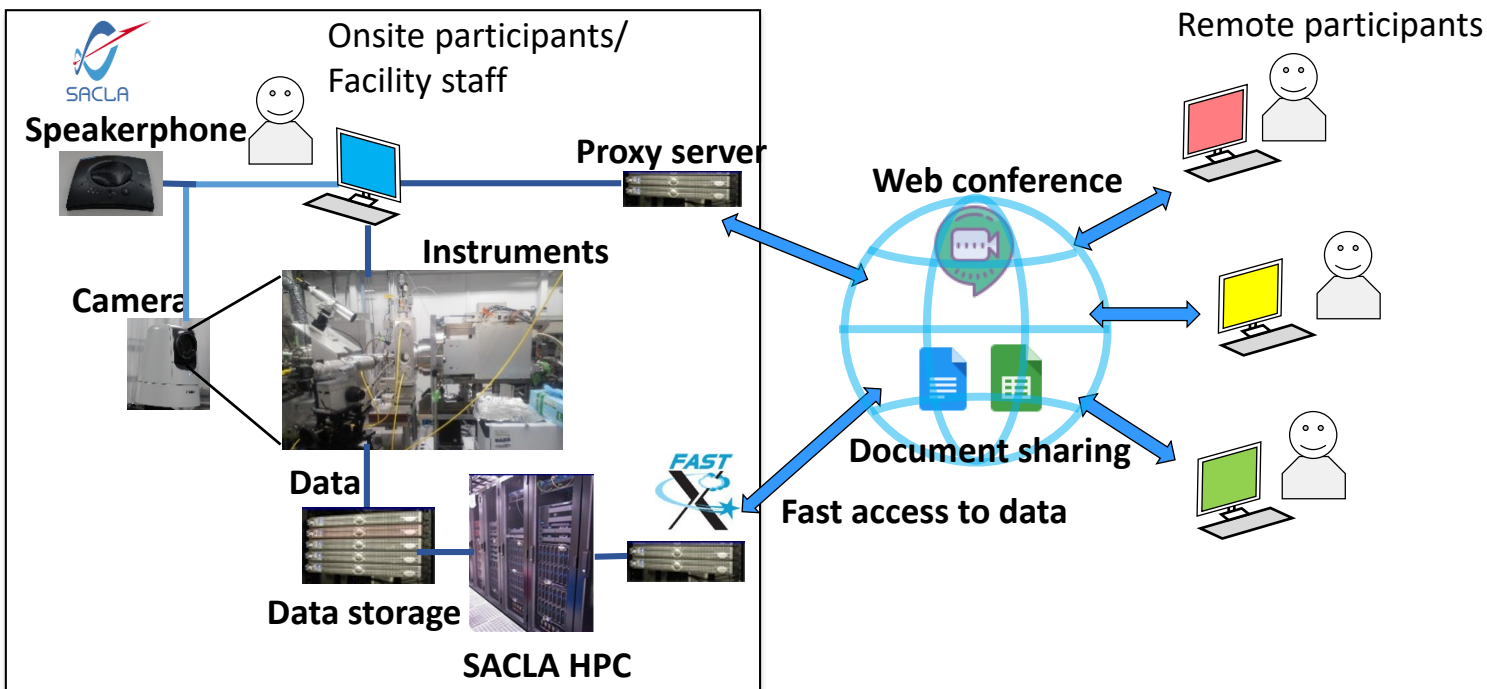 SACLA
Onsite participants/
Facility staff
Speakerphone
Proxy server
Instruments
Camera
Data
Data storage
SACLA HPC
FAST
X
Web conference
Document sharing
Fast access to data
Remote participants